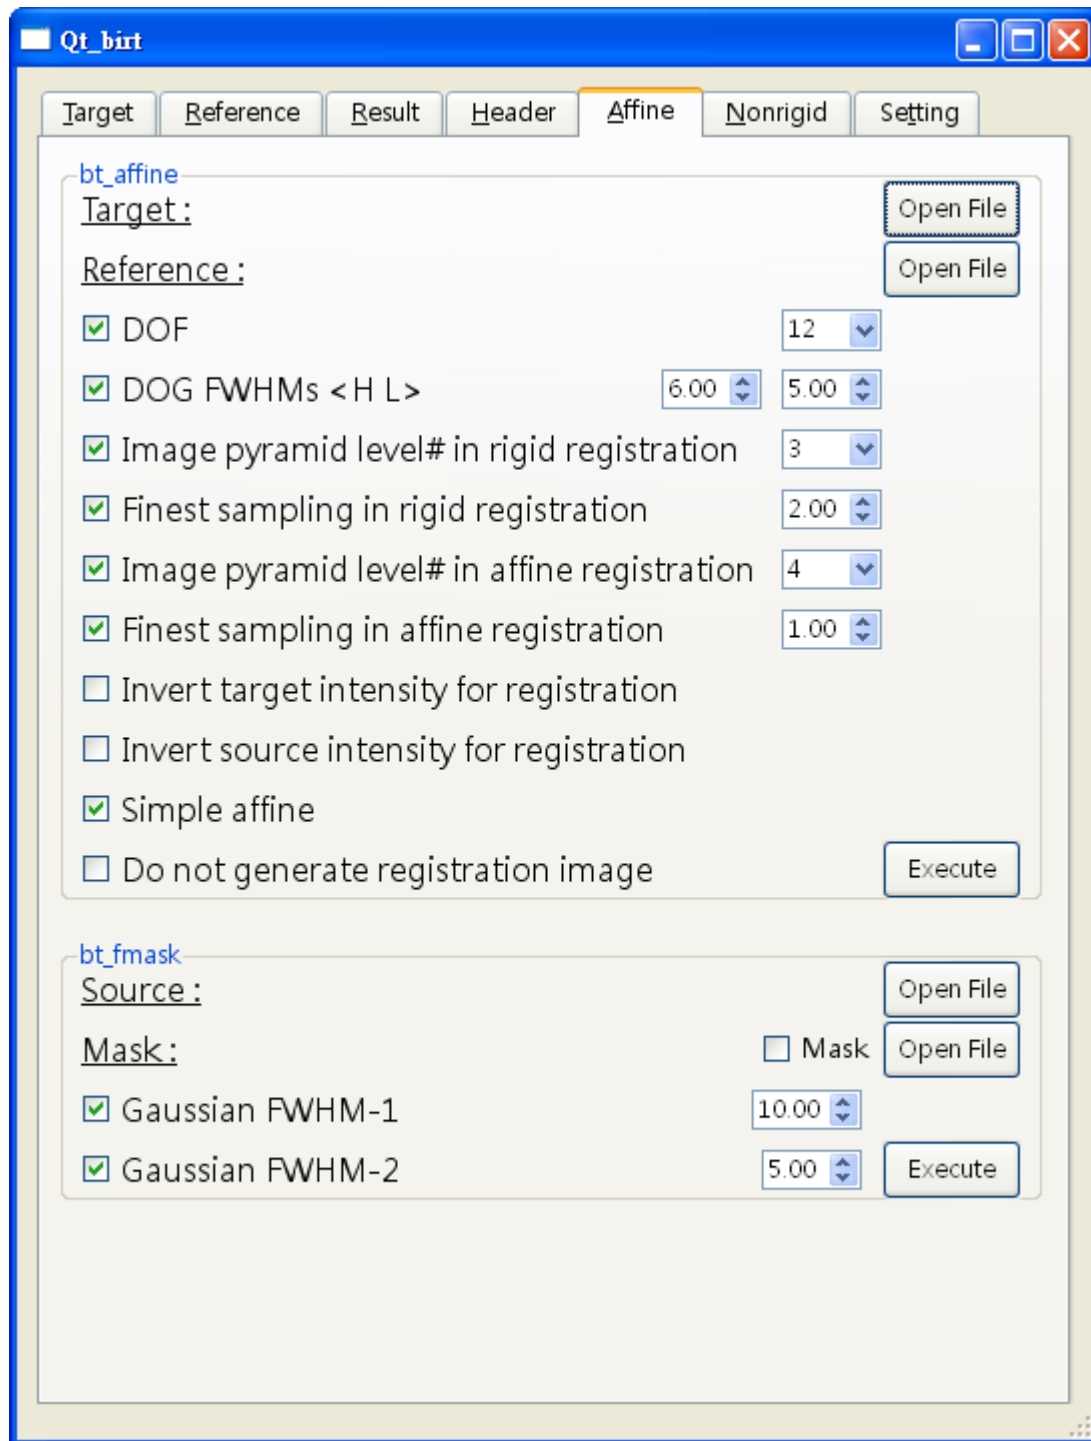 Qt_birt
Target Reference Result Header Affine Nonrigid Setting
bt_affine
Target : Open File
Reference : Open File
DOF 12
DOG FWHMs <H L> 6.00 5.00
Image pyramid level# in rigid registration 3
Finest sampling in rigid registration 2.00
Image pyramid level# in affine registration 4
Finest sampling in affine registration 1.00
Invert target intensity for registration
Invert source intensity for registration
Simple affine
Do not generate registration image Execute
bt_fmask
Source : Open File
Mask : Mask Open File
Gaussian FWHM-1 10.00
Gaussian FWHM-2 5.00 Execute